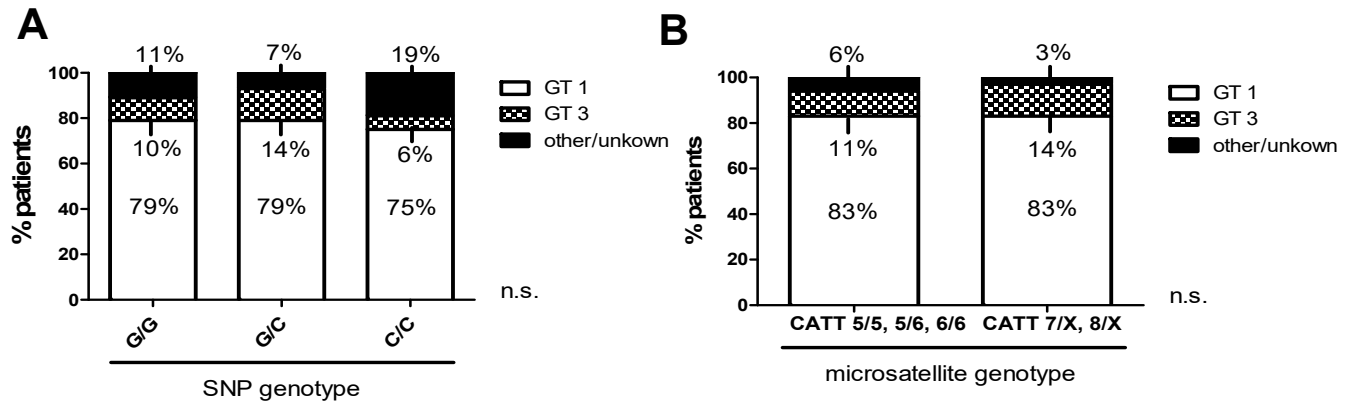 A
11% 7% 19%
100
80
60
40
20
0
% patients
10% 14% 6%
79% 79% 75%
G/G G/C C/C
SNP genotype
GT 1
GT 3
other/unkown
n.s.
B
6% 3%
100
80
60
40
20
0
% patients
11% 14%
83% 83%
CATT 5/5, 5/6, 6/6 CATT 7/X, 8/X
microsatellite genotype
GT 1
GT 3
other/unkown
n.s.